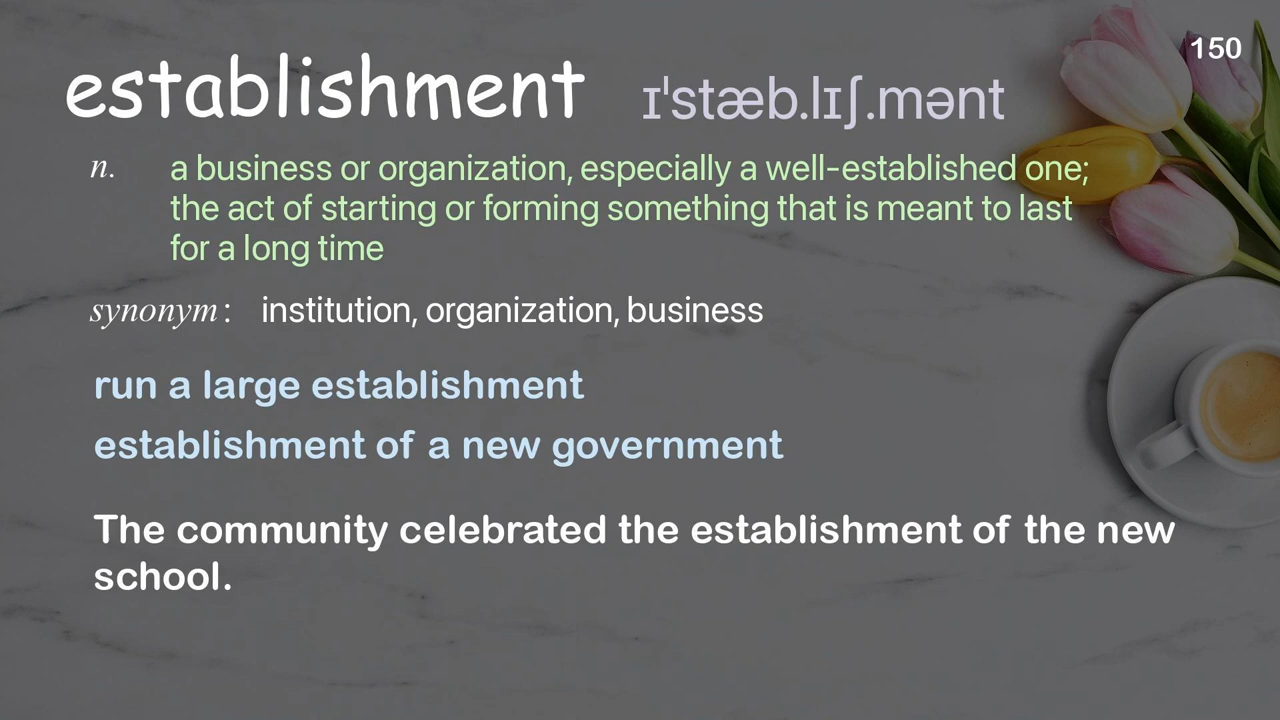 150
establishment ɪˈstæb.lɪʃ.mənt
n. a business or organization, especially a well-established one;
the act of starting or forming something that is meant to last
for a long time
synonym: institution, organization, business
run a large establishment
establishment of a new government
The community celebrated the establishment of the new
school.